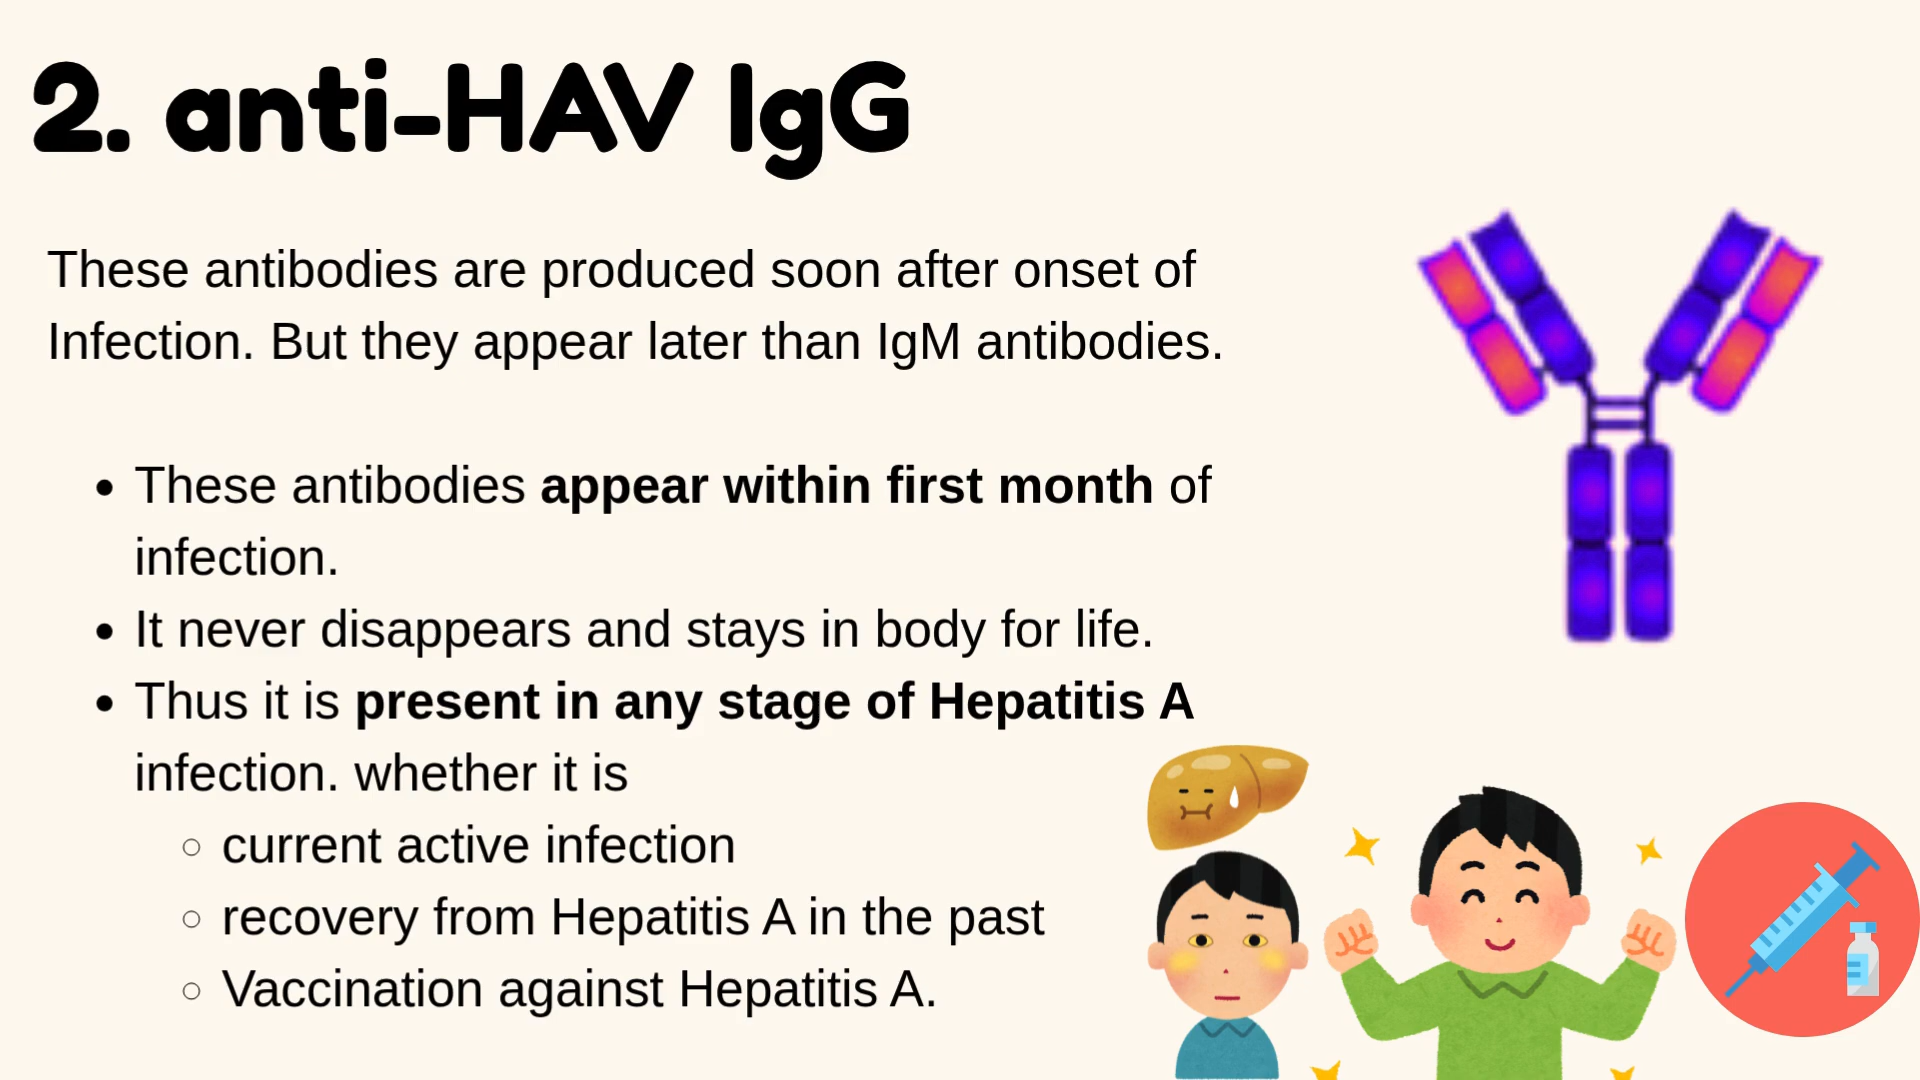 2. anti-HAV IgG
These antibodies are produced soon after onset of
Infection. But they appear later than IgM antibodies.
• These antibodies appear within first month of
infection.
• It never disappears and stays in body for life.
• Thus it is present in any stage of Hepatitis A
infection. whether it is
○ current active infection
○ recovery from Hepatitis A in the past
○ Vaccination against Hepatitis A.